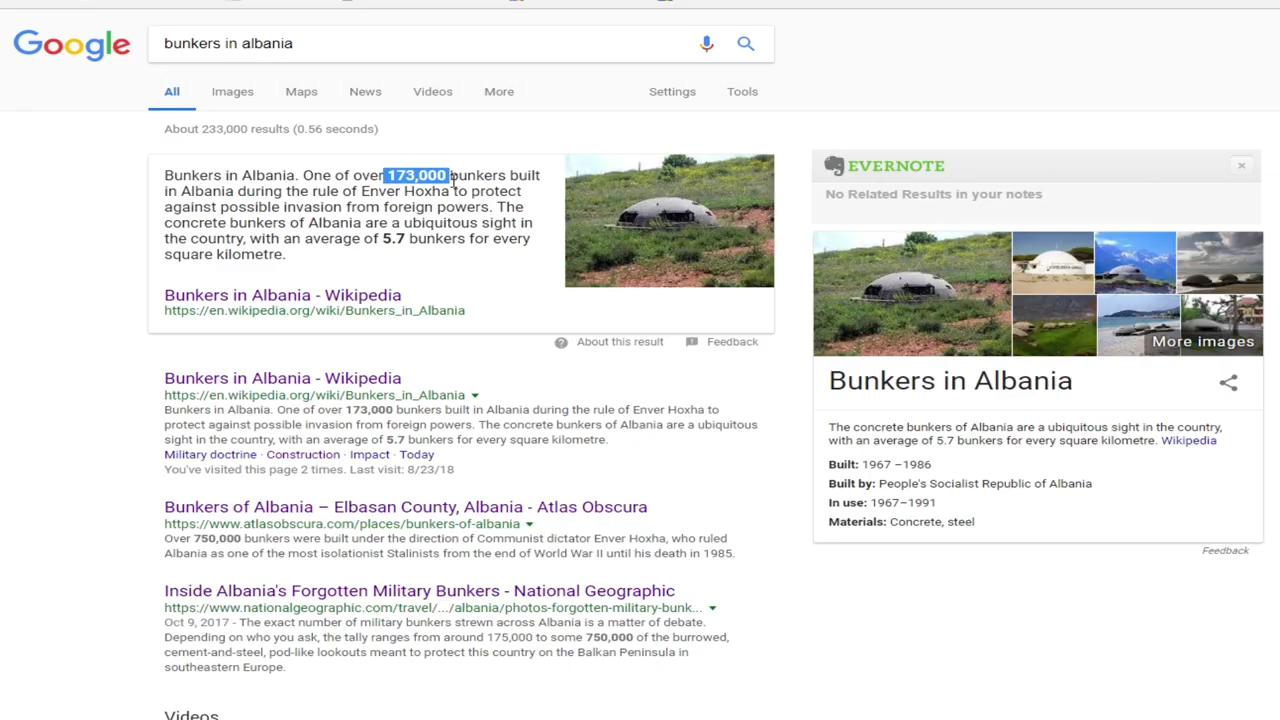 Google
bunkers in albania
All Images Maps News Videos More Settings Tools
About 233,000 results (0.56 seconds)
Bunkers in Albania. One of over 173,000 bunkers built
in Albania during the rule of Enver Hoxha to protect
against possible invasion from foreign powers. The
concrete bunkers of Albania are a ubiquitous sight in
the country, with an average of 5.7 bunkers for every
square kilometre.
Bunkers in Albania - Wikipedia
https://en.wikipedia.org/wiki/Bunkers_in_Albania
About this result Feedback
Bunkers in Albania - Wikipedia
https://en.wikipedia.org/wiki/Bunkers_in_Albania
Bunkers in Albania. One of over 173,000 bunkers built in Albania during the rule of Enver Hoxha to
protect against possible invasion from foreign powers. The concrete bunkers of Albania are a ubiquitous
sight in the country, with an average of 5.7 bunkers for every square kilometre.
Military doctrine · Construction · Impact · Today
You've visited this page 2 times. Last visit: 8/23/18
Bunkers of Albania – Elbasan County, Albania - Atlas Obscura
https://www.atlasobscura.com/places/bunkers-of-albania
Over 750,000 bunkers were built under the direction of Communist dictator Enver Hoxha, who ruled
Albania as one of the most isolationist Stalinists from the end of World War II until his death in 1985.
Inside Albania's Forgotten Military Bunkers - National Geographic
https://www.nationalgeographic.com/travel/.../albania/photos-forgotten-military-bunk...
Oct 9, 2017 - The exact number of military bunkers strewn across Albania is a matter of debate.
Depending on who you ask, the tally ranges from around 175,000 to some 750,000 of the burrowed,
cement-and-steel, pod-like lookouts meant to protect this country on the Balkan Peninsula in
southeastern Europe.
Videos
EVERNOTE
No Related Results in your notes
More images
Bunkers in Albania
The concrete bunkers of Albania are a ubiquitous sight in the country,
with an average of 5.7 bunkers for every square kilometre. Wikipedia
Built: 1967 –1986
Built by: People's Socialist Republic of Albania
In use: 1967–1991
Materials: Concrete, steel
Feedback